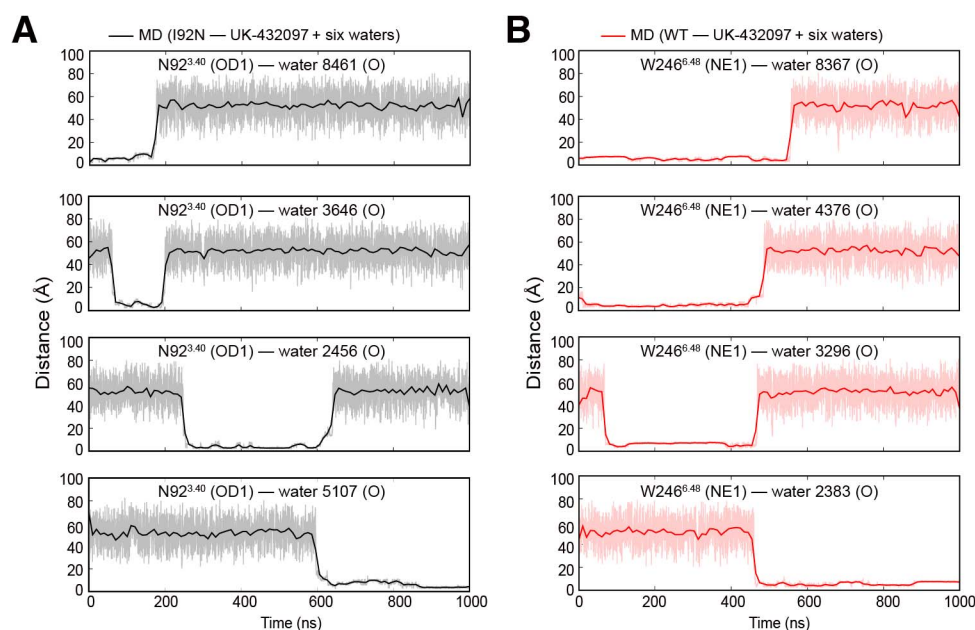 A
— MD (I92N — UK-432097 + six waters)
N92³·⁴⁰ (OD1) — water 8461 (O)
100
80
60
40
20
0
N92³·⁴⁰ (OD1) — water 3646 (O)
100
80
60
40
20
0
N92³·⁴⁰ (OD1) — water 2456 (O)
100
80
60
40
20
0
N92³·⁴⁰ (OD1) — water 5107 (O)
100
80
60
40
20
0
Distance (Å)
0 200 400 600 800 1000
Time (ns)
B
— MD (WT — UK-432097 + six waters)
W246⁶·⁴⁸ (NE1) — water 8367 (O)
100
80
60
40
20
0
W246⁶·⁴⁸ (NE1) — water 4376 (O)
100
80
60
40
20
0
W246⁶·⁴⁸ (NE1) — water 3296 (O)
100
80
60
40
20
0
W246⁶·⁴⁸ (NE1) — water 2383 (O)
100
80
60
40
20
0
Distance (Å)
0 200 400 600 800 1000
Time (ns)